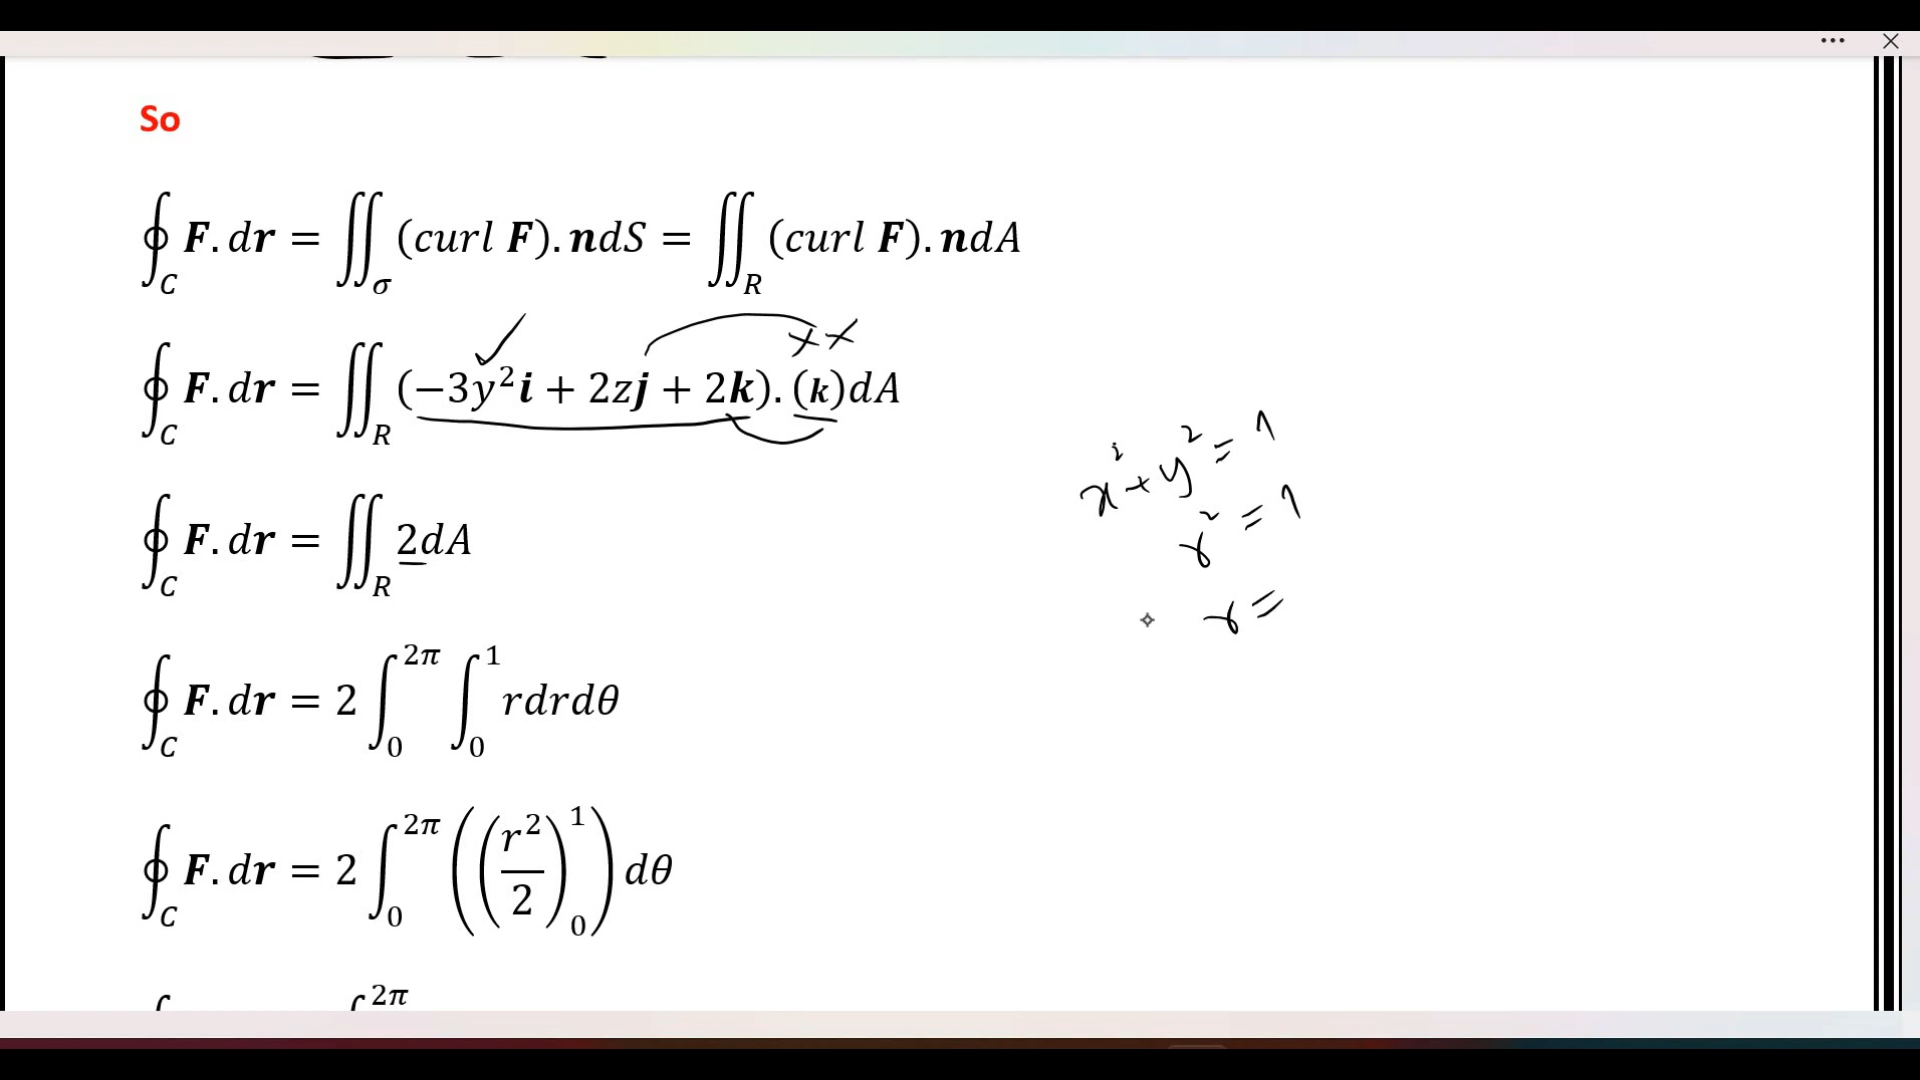 So
∮_C F.dr = ∬_σ (curl F).ndS = ∬_R (curl F).ndA
∮_C F.dr = ∬_R (−3y²i + 2zj + 2k).(k)dA
x² + y² = 1
r² = 1
∮_C F.dr = ∬_R 2dA
r =
∮_C F.dr = 2 ∫_0^{2π} ∫_0^1 rdrdθ
∮_C F.dr = 2 ∫_0^{2π} ((r²/2)_0^1) dθ
2π